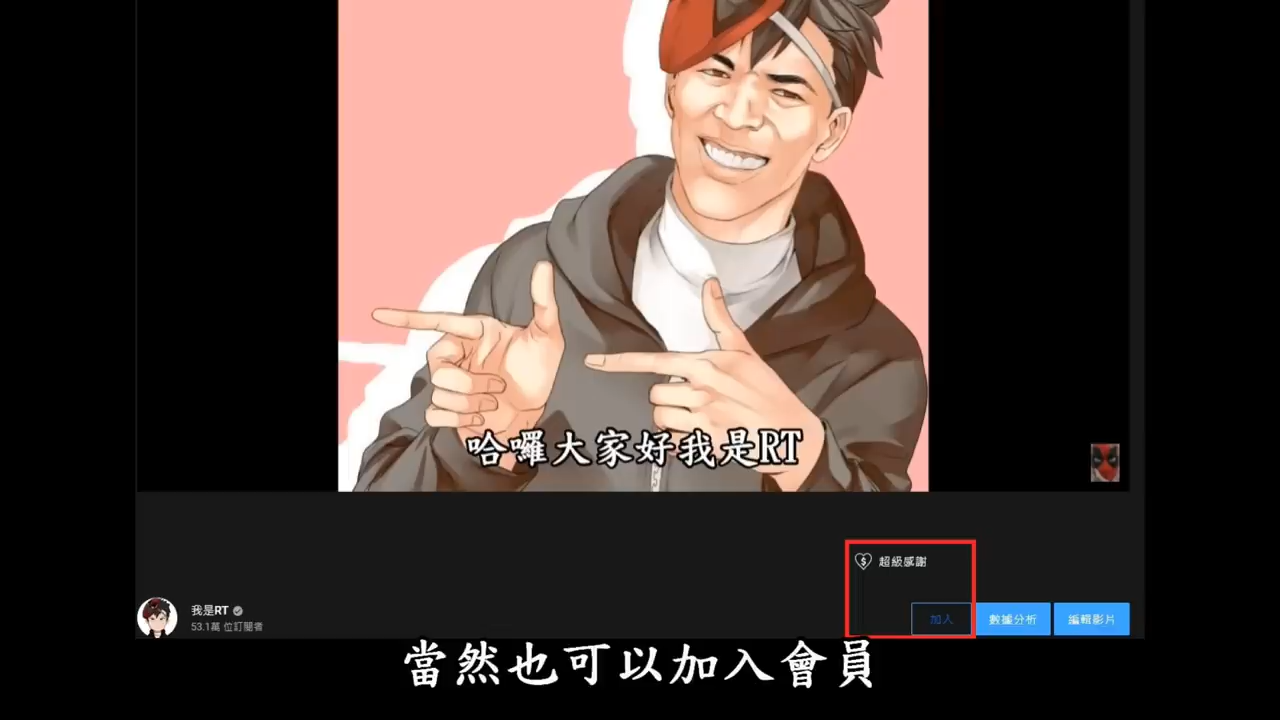 哈囉大家好我是RT
超級感謝
我是RT
53.1萬 位訂閱者
加入
數據分析
編輯影片
當然也可以加入會員